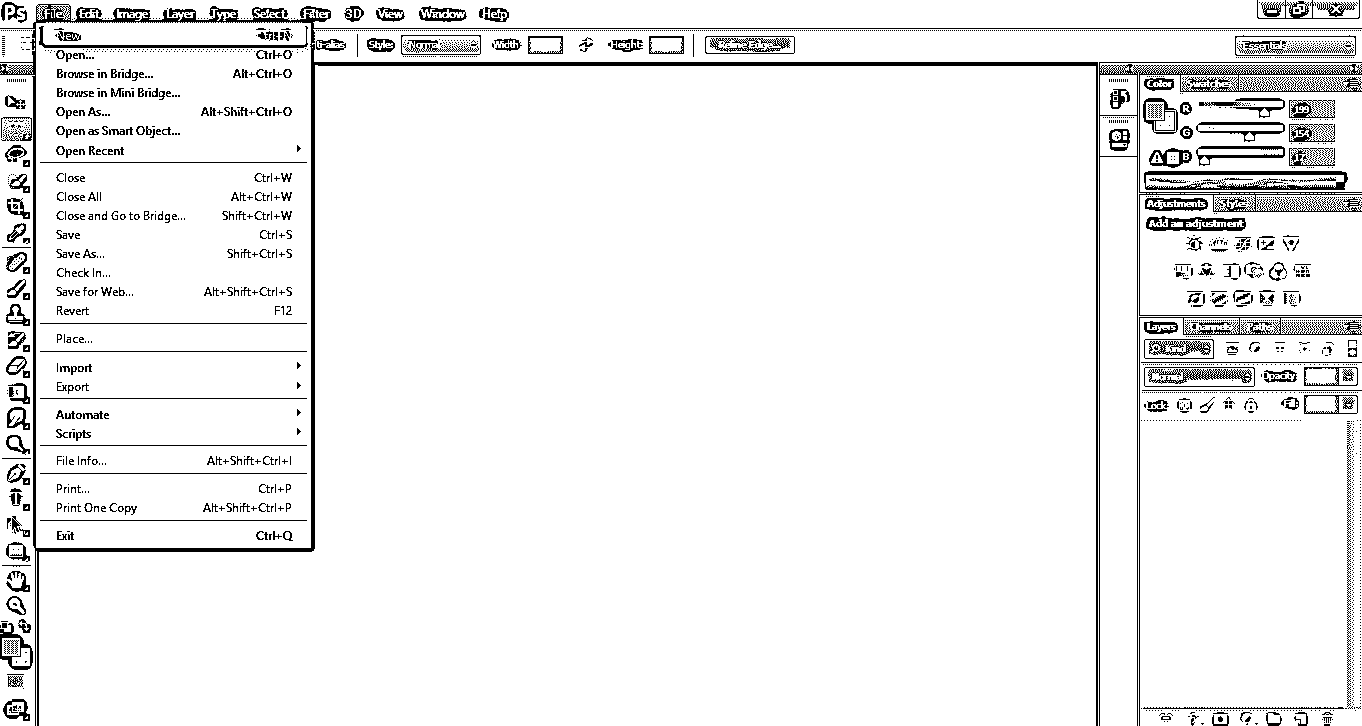 Ps File Edit Image Layer Type Select Filter 3D View Window Help
New Ctrl+N
Styles Normal Width Height
Essentials
Open... Ctrl+O
Browse in Bridge... Alt+Ctrl+O
Browse in Mini Bridge...
Open As... Alt+Shift+Ctrl+O
Open as Smart Object...
Open Recent
Close Ctrl+W
Close All Alt+Ctrl+W
Close and Go to Bridge... Shift+Ctrl+W
Save Ctrl+S
Save As... Shift+Ctrl+S
Check In...
Save for Web... Alt+Shift+Ctrl+S
Revert F12
Place...
Import
Export
Automate
Scripts
File Info... Alt+Shift+Ctrl+I
Print... Ctrl+P
Print One Copy Alt+Shift+Ctrl+P
Exit Ctrl+Q
Color Swatches
R 199
G 154
B 17
Adjustments Styles
Add an adjustment
Layers Channels Paths
Kind
Normal Opacity
Lock Fill